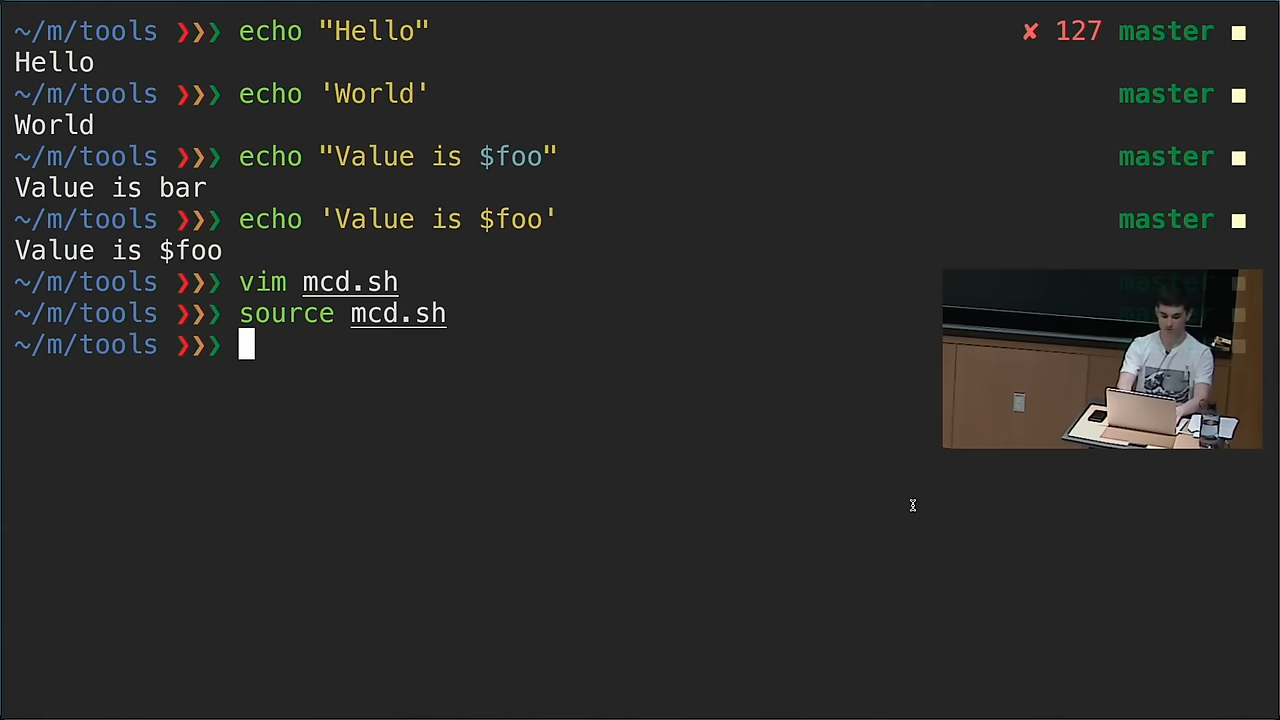 ~/m/tools ❯❯❯ echo "Hello" ✘ 127 master ■
Hello
~/m/tools ❯❯❯ echo 'World' master ■
World
~/m/tools ❯❯❯ echo "Value is $foo" master ■
Value is bar
~/m/tools ❯❯❯ echo 'Value is $foo' master ■
Value is $foo
~/m/tools ❯❯❯ vim mcd.sh master
~/m/tools ❯❯❯ source mcd.sh
~/m/tools ❯❯❯